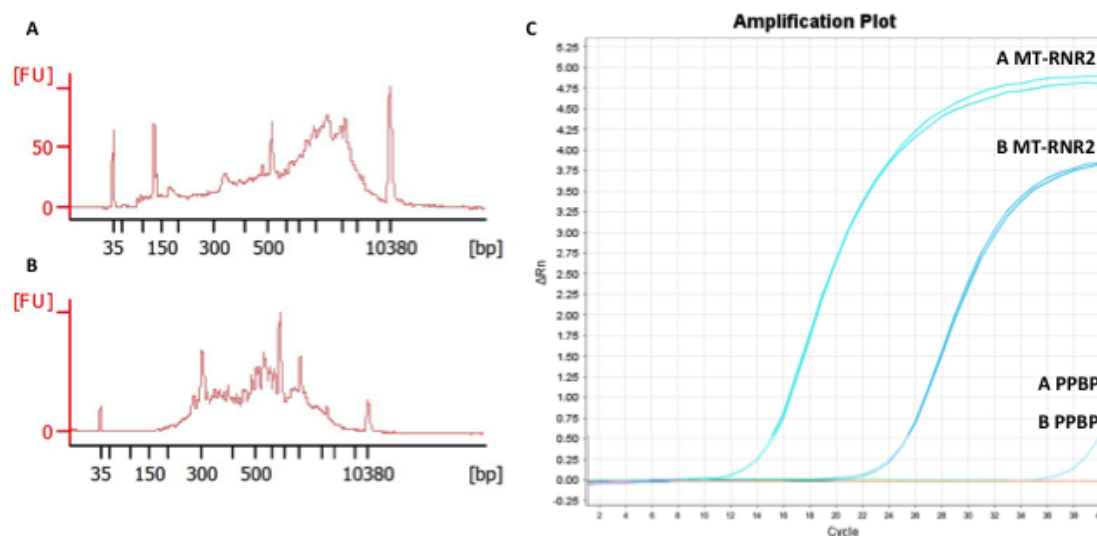 A
[FU]
50
0
35 150 300 500 10380 [bp]
B
[FU]
0
35 150 300 500 10380 [bp]
C
Amplification Plot
5.25
5.00
4.75
4.50
4.25
4.00
3.75
3.50
3.25
3.00
2.75
2.50
2.25
2.00
1.75
1.50
1.25
1.00
0.75
0.50
0.25
0.00
-0.25
ΔRn
A MT-RNR2
B MT-RNR2
A PPBP
B PPBP
2 4 6 8 10 12 14 16 18 20 22 24 26 28 30 32 34 36 38
Cycle